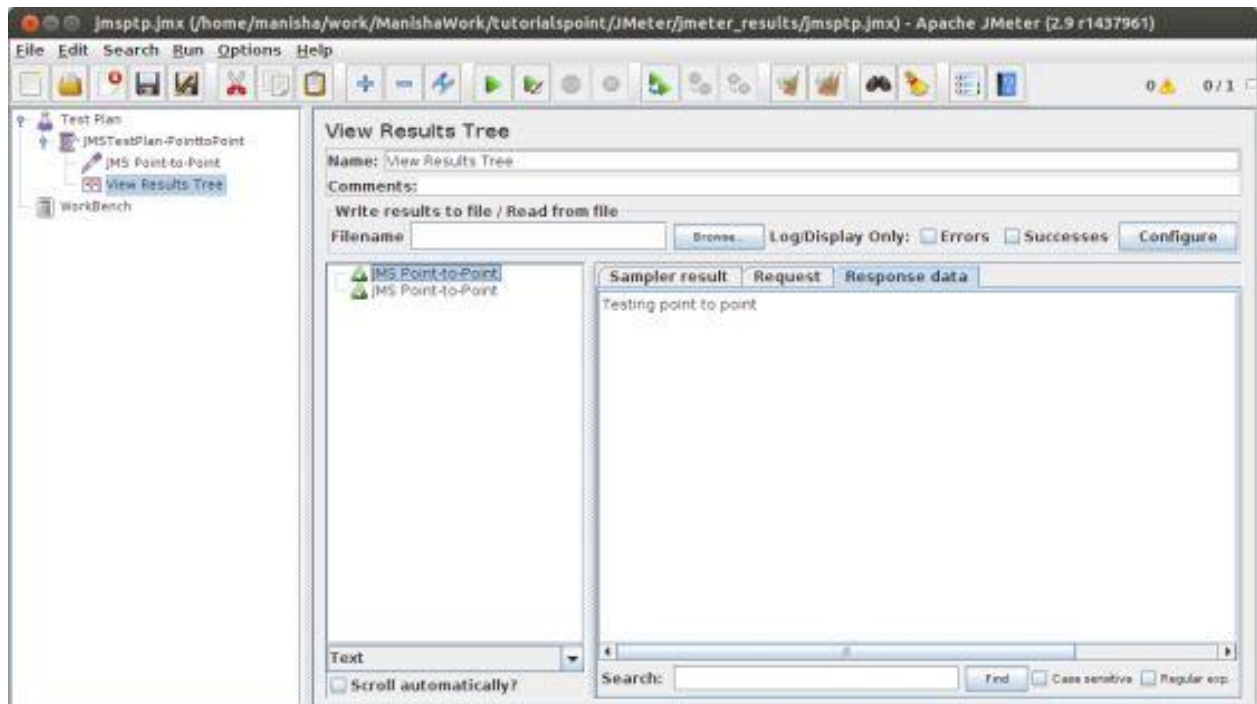 jmsptp.jmx (/home/manisha/work/ManishaWork/tutorialspoint/JMeter/jmeter_results/jmsptp.jmx) - Apache JMeter (2.9 r1437961)
File Edit Search Run Options Help
0 0/1
Test Plan
JMSTestPlan-PointtoPoint
JMS Point-to-Point
View Results Tree
WorkBench
View Results Tree
Name: View Results Tree
Comments:
Write results to file / Read from file
Filename Browse... Log/Display Only: Errors Successes Configure
JMS Point-to-Point
JMS Point-to-Point
Sampler result Request Response data
Testing point to point
Text
Scroll automatically?
Search: Find Case sensitive Regular exp.